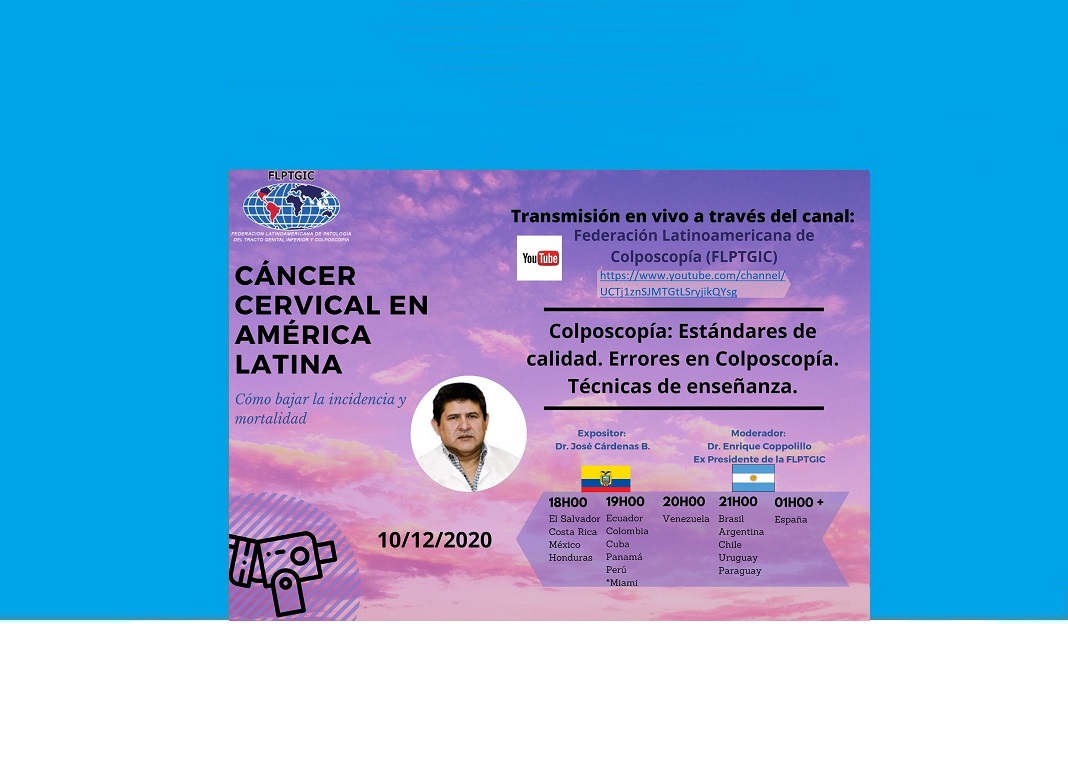 FLPTGIC
FEDERACION LATINOAMERICANA DE PATOLOGIA
DEL TRACTO GENITAL INFERIOR Y COLPOSCOPIA
CÁNCER
CERVICAL EN
AMÉRICA
LATINA
Cómo bajar la incidencia y
mortalidad
10/12/2020
Transmisión en vivo a través del canal:
Federación Latinoamericana de
Colposcopía (FLPTGIC)
YouTube
https://www.youtube.com/channel/
UCTj1znSJMTGtLSryjikQYsg
Colposcopía: Estándares de
calidad. Errores en Colposcopía.
Técnicas de enseñanza.
Expositor:
Dr. José Cárdenas B.
Moderador:
Dr. Enrique Coppolillo
Ex Presidente de la FLPTGIC
18H00
El Salvador
Costa Rica
México
Honduras
19H00
Ecuador
Colombia
Cuba
Panamá
Perú
*Miami
20H00
Venezuela
21H00
Brasil
Argentina
Chile
Uruguay
Paraguay
01H00 +
España